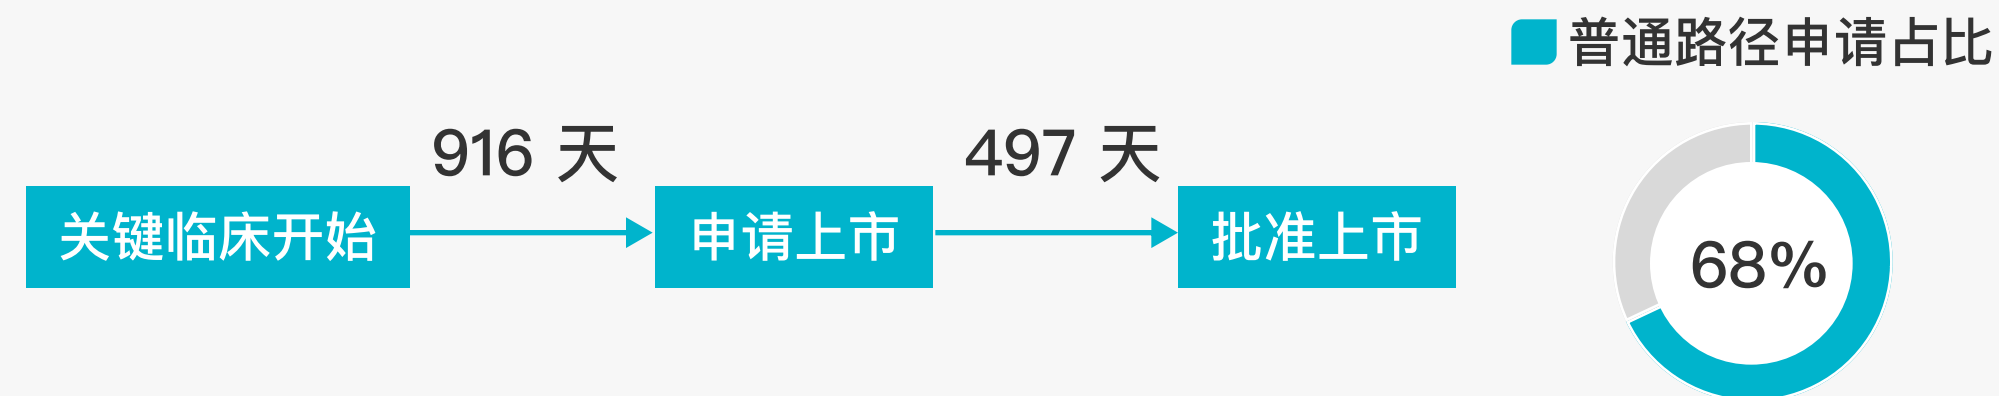 普通路径申请占比
916 天
497 天
关键临床开始
申请上市
批准上市
68%